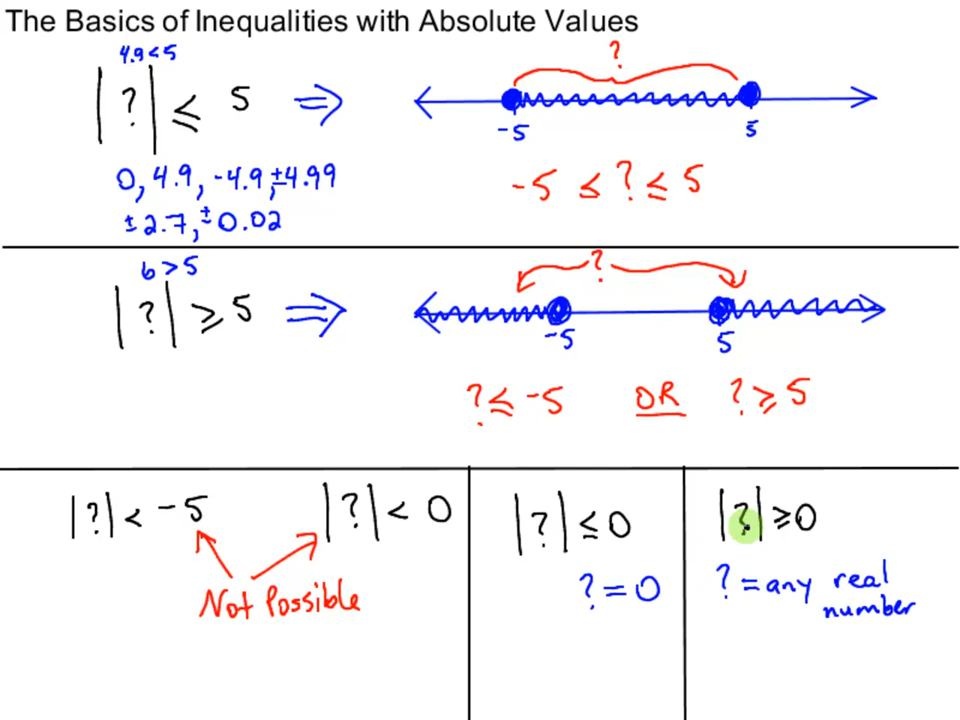 The Basics of Inequalities with Absolute Values
4.9 < 5
|?| ≤ 5 ⇒
?
-5 5
0, 4.9, -4.9, ±4.99
±2.7, ±0.02
-5 ≤ ? ≤ 5
6 > 5
|?| ≥ 5 ⇒
?
-5 5
? ≤ -5 OR ? ≥ 5
|?| < -5 |?| < 0
Not Possible
|?| ≤ 0
? = 0
|?| ≥ 0
? = any real
number